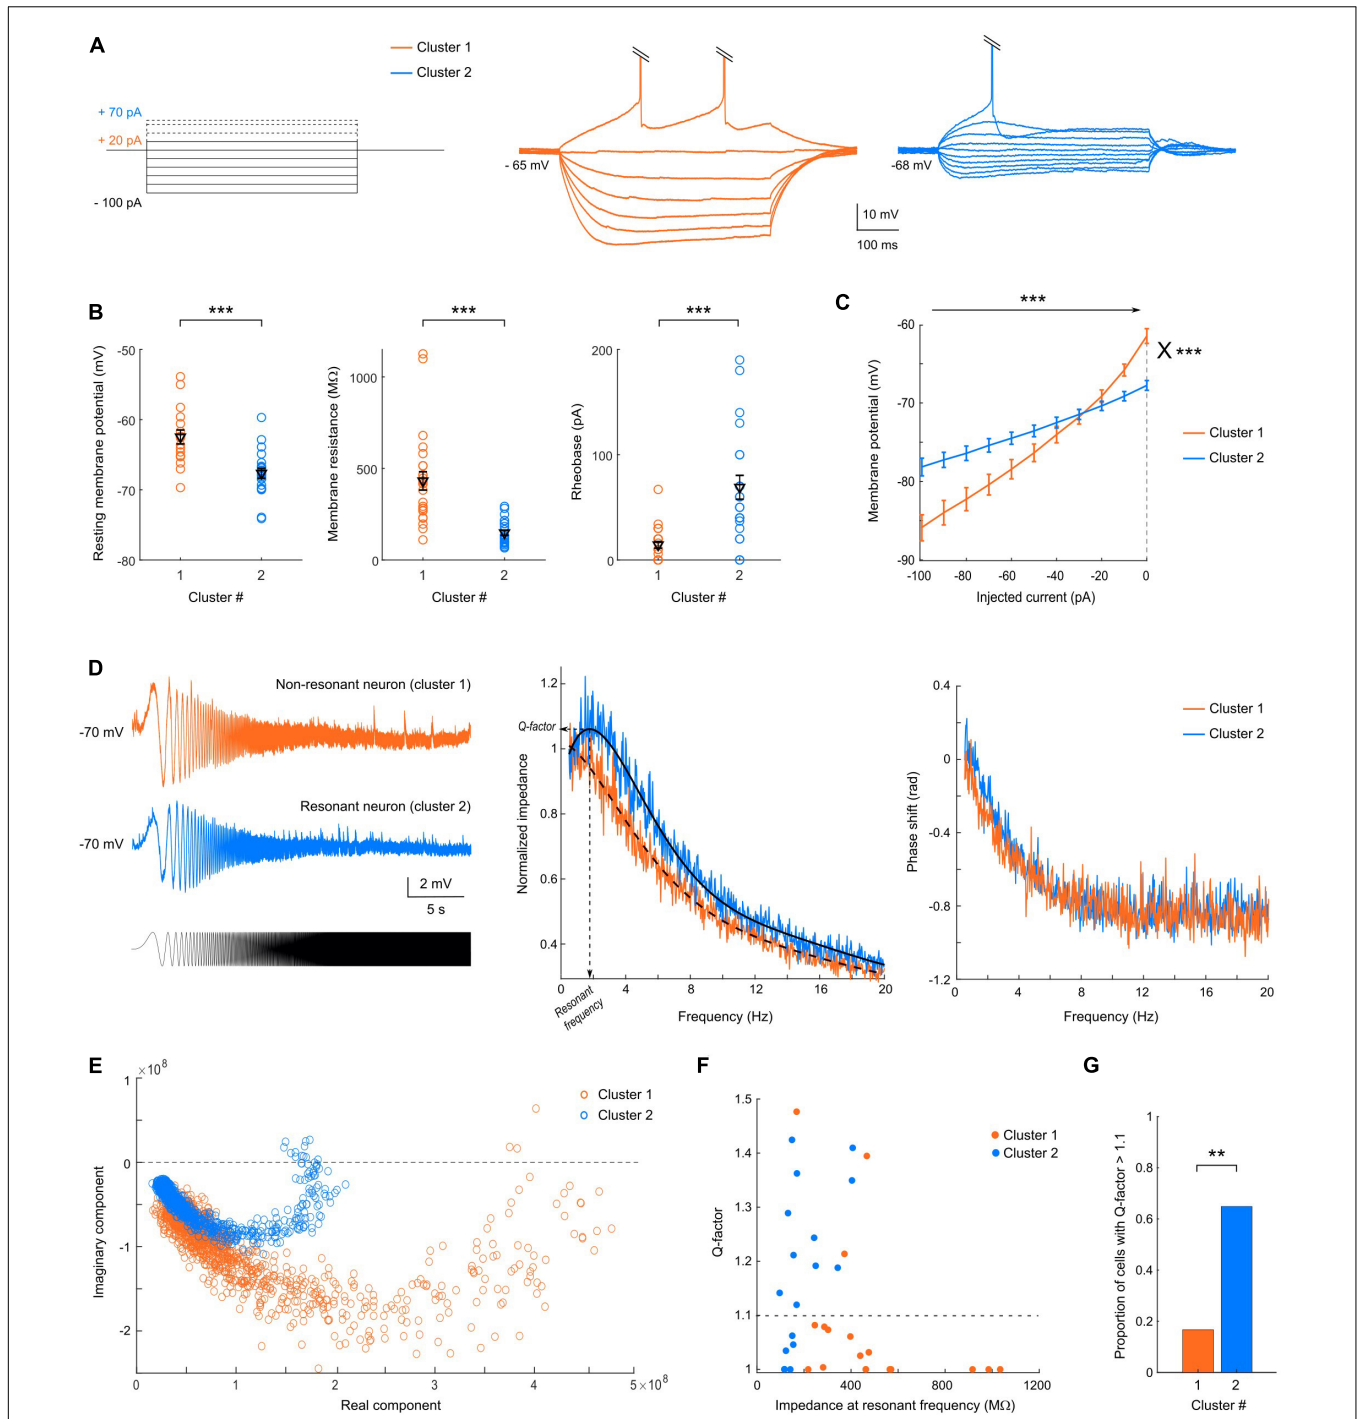 A
Cluster 1
Cluster 2
+ 70 pA
+ 20 pA
- 100 pA
- 65 mV
-68 mV
10 mV
100 ms
B
***
Resting membrane potential (mV)
-50
-60
-70
-80
1
2
Cluster #
***
Membrane resistance (MΩ)
1000
500
0
1
2
Cluster #
***
Rheobase (pA)
200
100
0
1
2
Cluster #
C
***
Membrane potential (mV)
-60
-70
-80
-90
X ***
Cluster 1
Cluster 2
-100
-80
-60
-40
-20
0
Injected current (pA)
D
Non-resonant neuron (cluster 1)
-70 mV
Resonant neuron (cluster 2)
-70 mV
2 mV
5 s
Normalized impedance
1.2
Q-factor
1
0.8
0.6
0.4
0
4
8
12
16
20
Resonant
frequency
Frequency (Hz)
Phase shift (rad)
0.4
0
-0.4
-0.8
-1.2
Cluster 1
Cluster 2
0
4
8
12
16
20
Frequency (Hz)
E
×10⁸
Imaginary component
1
0
-1
-2
Cluster 1
Cluster 2
0
1
2
3
4
5×10⁸
Real component
F
Q-factor
1.5
1.4
1.3
1.2
1.1
1
Cluster 1
Cluster 2
0
400
800
1200
Impedance at resonant frequency (MΩ)
G
Proportion of cells with Q-factor > 1.1
1
0.8
0.6
0.4
0.2
0
**
1
2
Cluster #